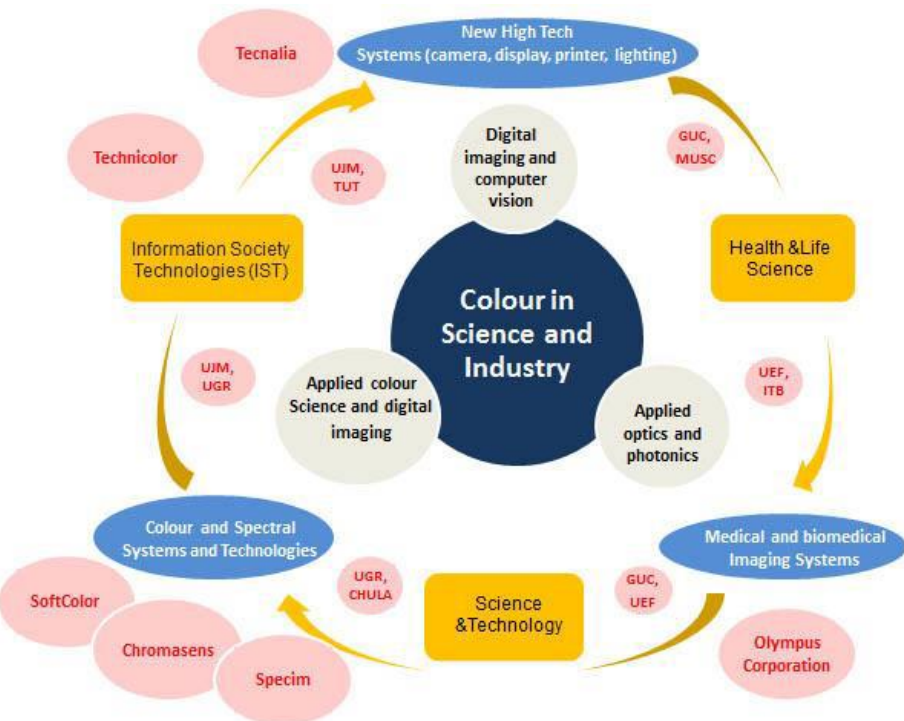 New High Tech
Systems (camera, display, printer, lighting)
Tecnalia
Technicolor
UJM,
TUT
Digital
imaging and
computer
vision
GUC,
MUSC
Information Society
Technologies (IST)
Health &Life
Science
Colour in
Science and
Industry
UJM,
UGR
Applied colour
Science and digital
imaging
Applied
optics and
photonics
UEF,
ITB
Colour and Spectral
Systems and Technologies
Medical and biomedical
Imaging Systems
UGR,
CHULA
Science
&Technology
GUC,
UEF
SoftColor
Chromasens
Specim
Olympus
Corporation